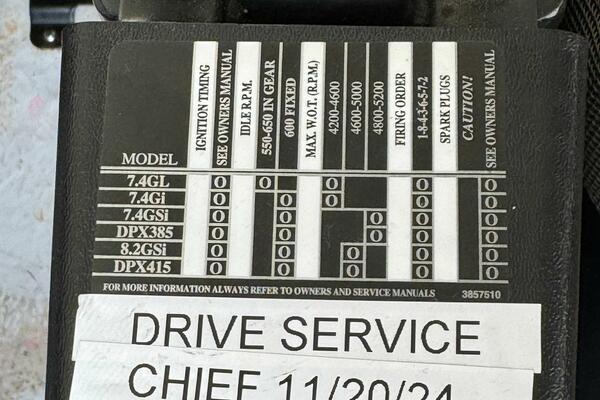 IGNITION TIMING
SEE OWNERS MANUAL
IDLE R.P.M.
550-650 IN GEAR
600 FIXED
MAX. W.O.T. (R.P.M.)
4200-4600
4600-5000
4800-5200
FIRING ORDER
1-8-4-3-6-5-7-2
SPARK PLUGS
CAUTION!
SEE OWNERS MANUAL
MODEL
7.4GL O O O O O
7.4Gi O O O O O
7.4GSi O O O O O
DPX385 O O O O O
8.2GSi O O O O O
DPX415 O O O O O
FOR MORE INFORMATION ALWAYS REFER TO OWNERS AND SERVICE MANUALS 3857510
DRIVE SERVICE
CHIEF 11/20/24